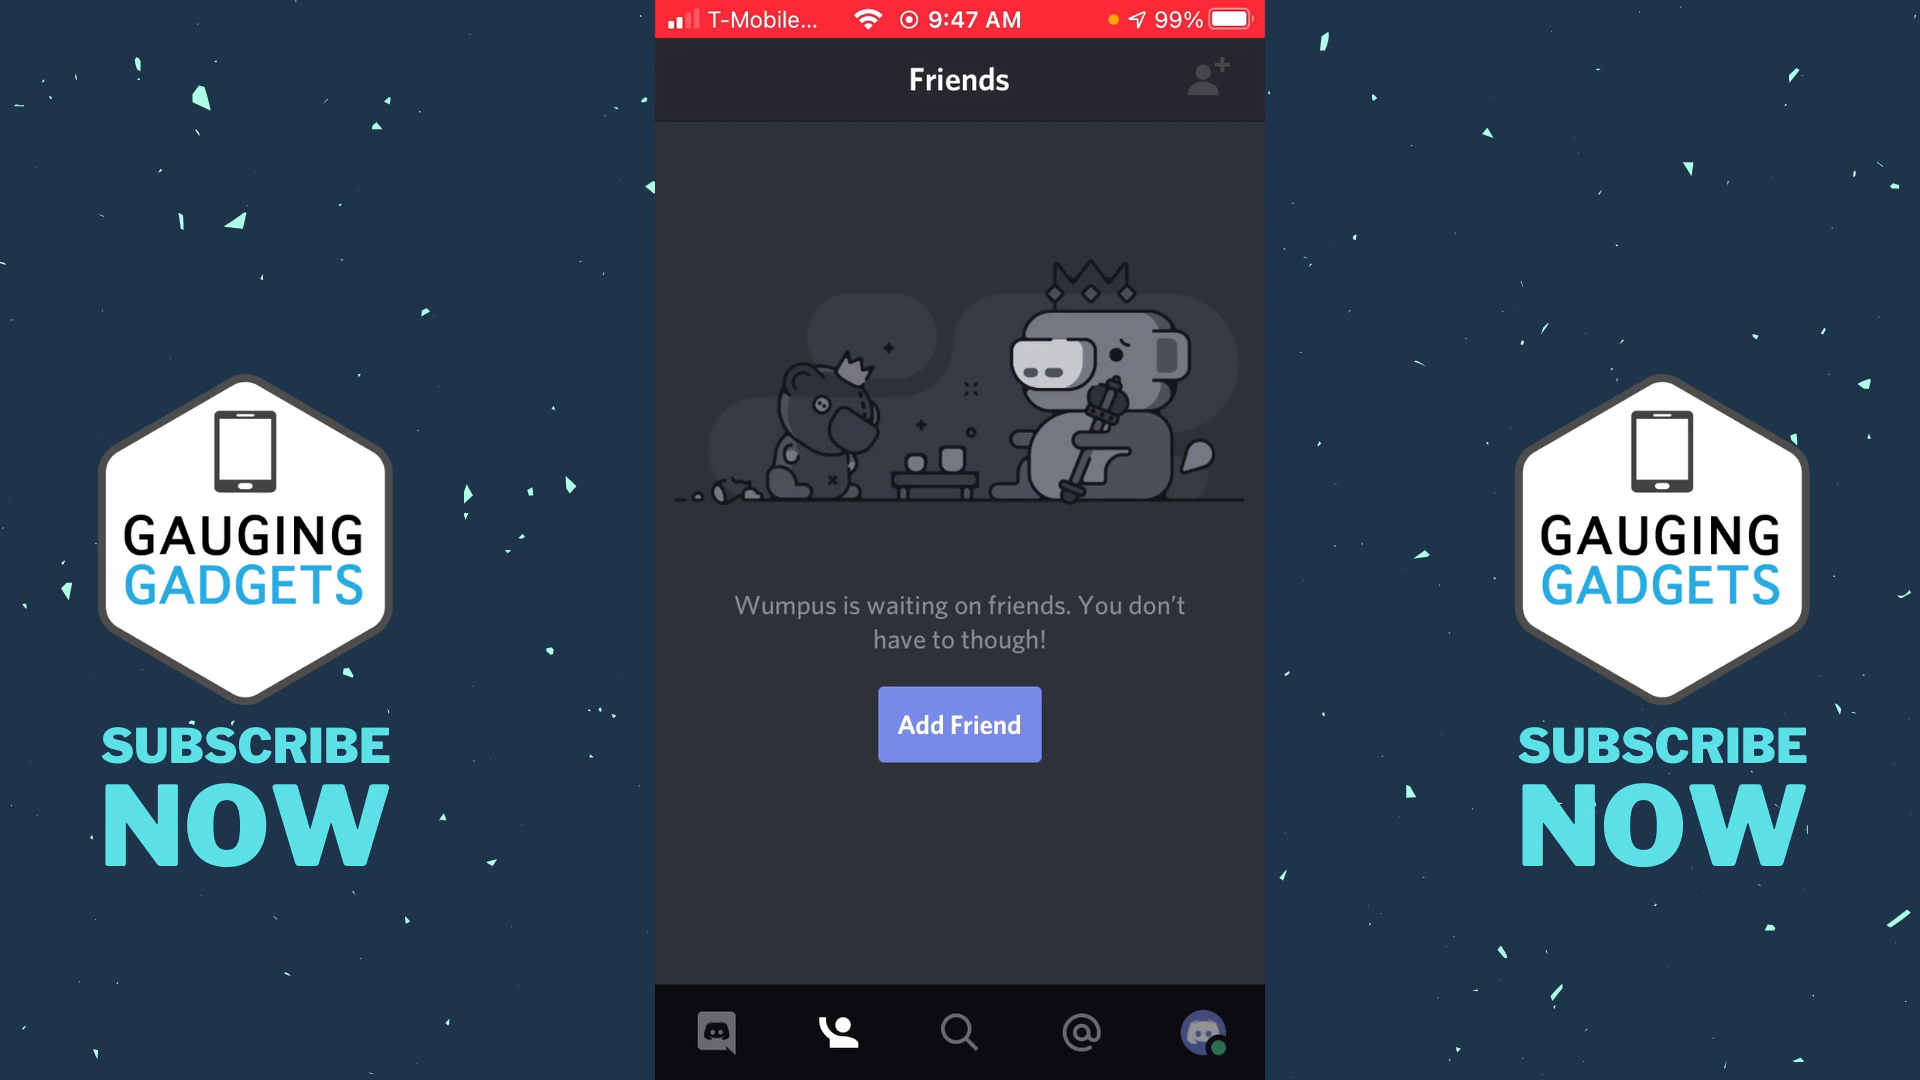 T-Mobile...
9:47 AM
99%
Friends
Wumpus is waiting on friends. You don't
have to though!
Add Friend
GAUGING
GADGETS
SUBSCRIBE
NOW
GAUGING
GADGETS
SUBSCRIBE
NOW